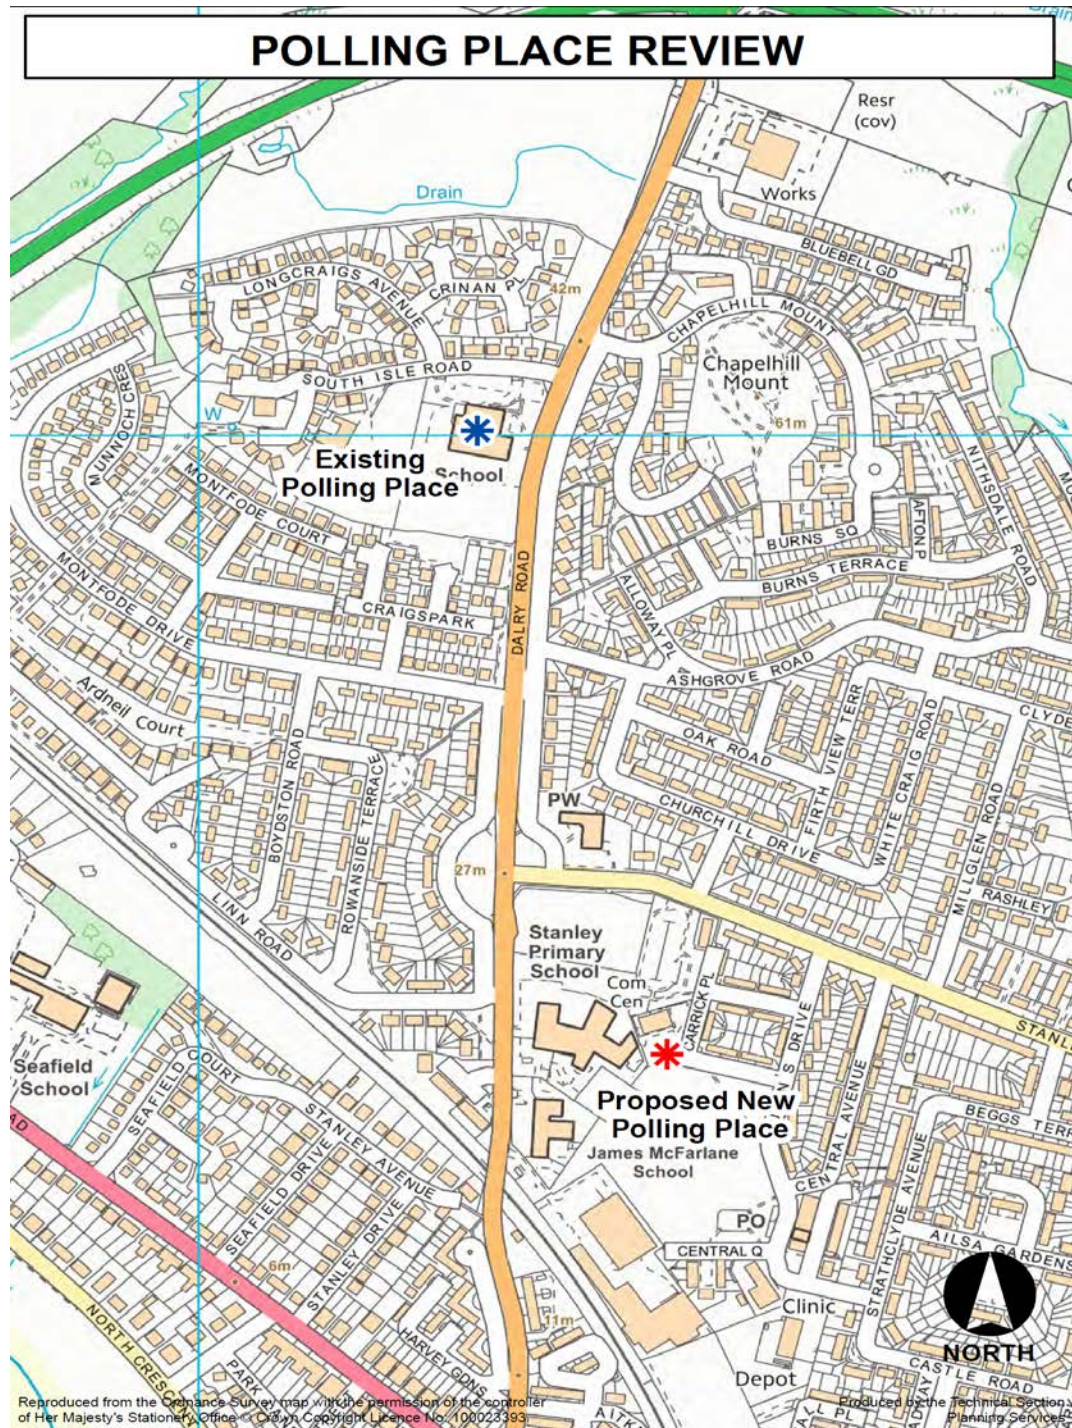 Drain
POLLING PLACE REVIEW
Resr
(cov)
Works
Drain
BLUEBELL GD
LONGCRAIGS AVENUE
CRINAN PL
42m
CHAPELHILL MOUNT
SOUTH ISLE ROAD
Chapelhill
Mount
61m
MUNNOCH CRES
W
Existing
Polling Place
School
MONTFODE COURT
NITHSDALE ROAD
AFTON P
BURNS SQ
BURNS TERRACE
MONTFODE DRIVE
CRAIGSPARK
DALRY ROAD
ALLOWAY PL
ASHGROVE ROAD
Ardneil Court
CLYDE
OAK ROAD
FIRTH VIEW TERR
WHITE CRAIG ROAD
BOYDSTON ROAD
ROWANSIDE TERRACE
PW
CHURCHILL DRIVE
MILLGLEN ROAD
27m
RASHLEY
LINN ROAD
Stanley
Primary
School
Com
Cen
CARRICK PL
N'S DRIVE
STANL
Seafield
School
Proposed New
Polling Place
James McFarlane
School
SEAFIELD COURT
STANLEY AVENUE
SEAFIELD DRIVE
STANLEY DRIVE
CENTRAL AVENUE
BEGGS TERR
STRATHCLYDE AVENUE
AD
PO
CENTRAL Q
AILSA GARDENS
6m
Clinic
NORTH
11m
HARVEY GDNS
NORTH CRESC
PARK
Depot
CASTLE ROAD
Reproduced from the Ordnance Survey map with the permission of the controller
of Her Majesty's Stationery Office © Crown Copyright Licence No. 100023393
Produced by the Technical Section
Planning Services